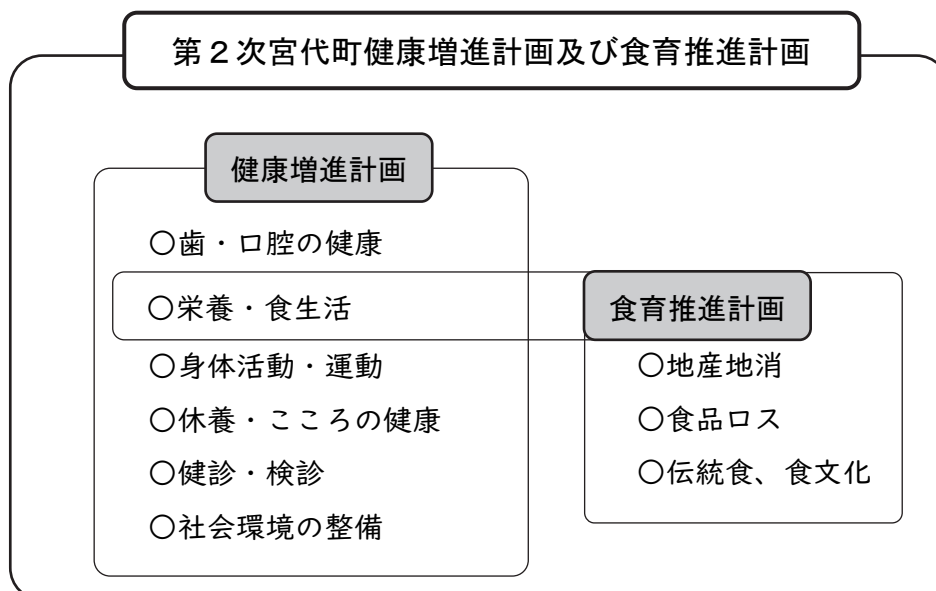 第２次宮代町健康増進計画及び食育推進計画
健康増進計画
○歯・口腔の健康
○栄養・食生活
○身体活動・運動
○休養・こころの健康
○健診・検診
○社会環境の整備
食育推進計画
○地産地消
○食品ロス
○伝統食、食文化